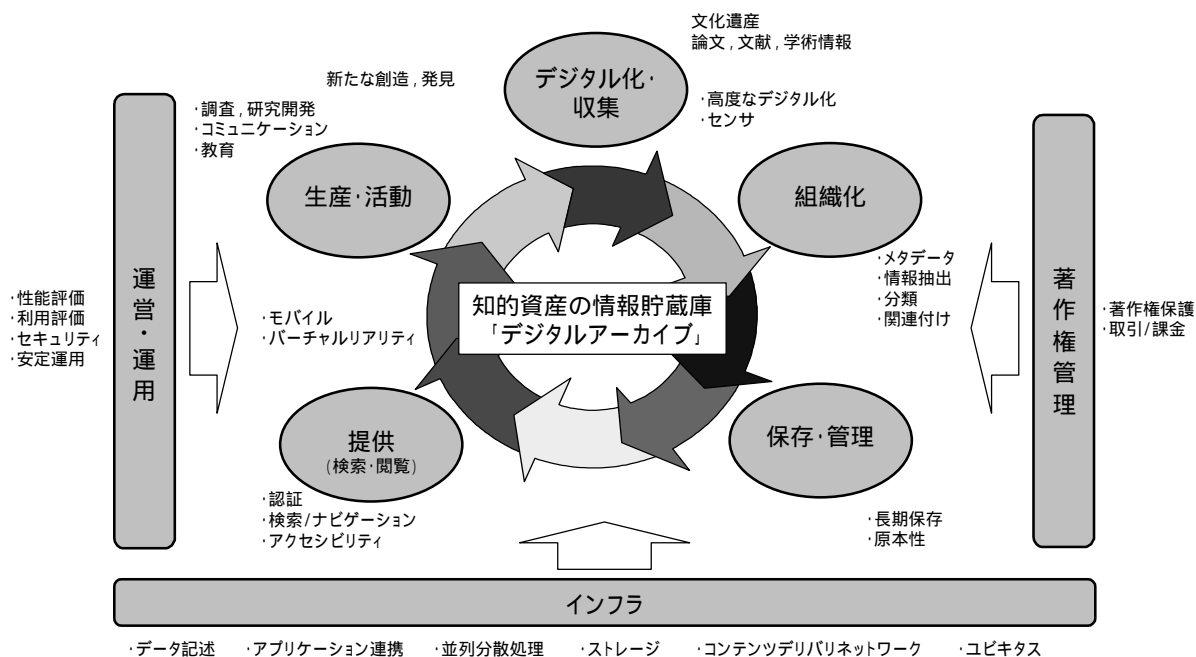 文化遺産
論文,文献,学術情報
デジタル化・
収集
・高度なデジタル化
・センサ
新たな創造,発見
・調査,研究開発
・コミュニケーション
・教育
生産・活動
組織化
・メタデータ
・情報抽出
・分類
・関連付け
運営・運用
・性能評価
・利用評価
・セキュリティ
・安定運用
・モバイル
・バーチャルリアリティ
知的資産の情報貯蔵庫
「デジタルアーカイブ」
著作権管理
・著作権保護
・取引/課金
提供
(検索・閲覧)
・認証
・検索/ナビゲーション
・アクセシビリティ
保存・管理
・長期保存
・原本性
インフラ
・データ記述 ・アプリケーション連携 ・並列分散処理 ・ストレージ ・コンテンツデリバリネットワーク ・ユビキタス